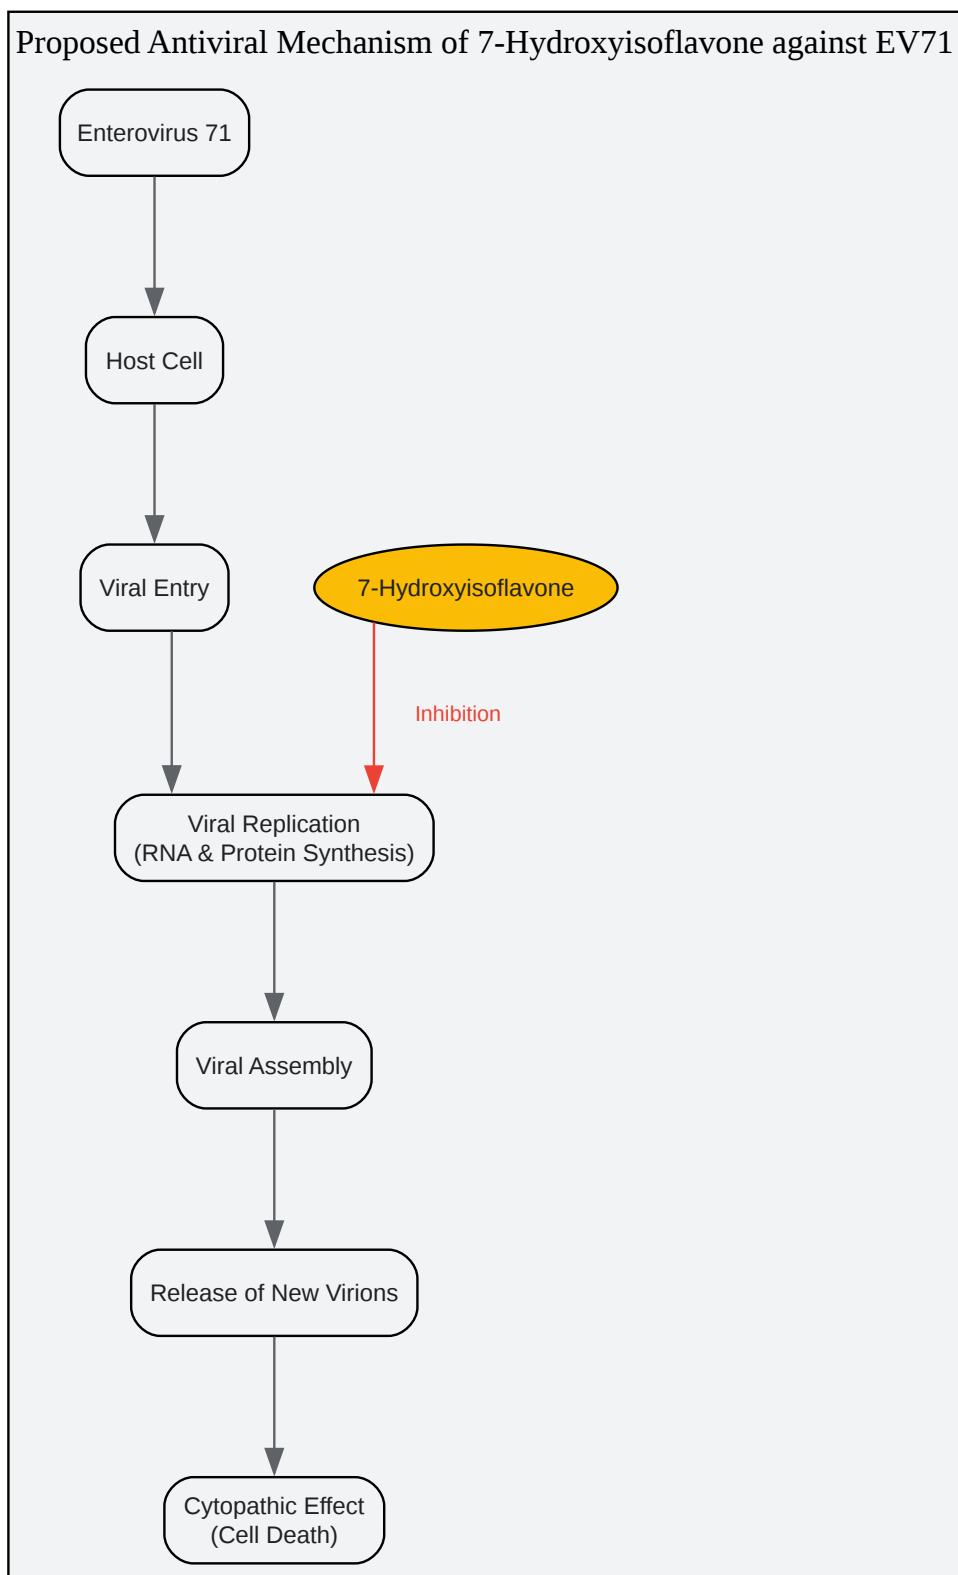 Proposed Antiviral Mechanism of 7-Hydroxyisoflavone against EV71
Enterovirus 71
Host Cell
Viral Entry
7-Hydroxyisoflavone
Inhibition
Viral Replication
(RNA & Protein Synthesis)
Viral Assembly
Release of New Virions
Cytopathic Effect
(Cell Death)